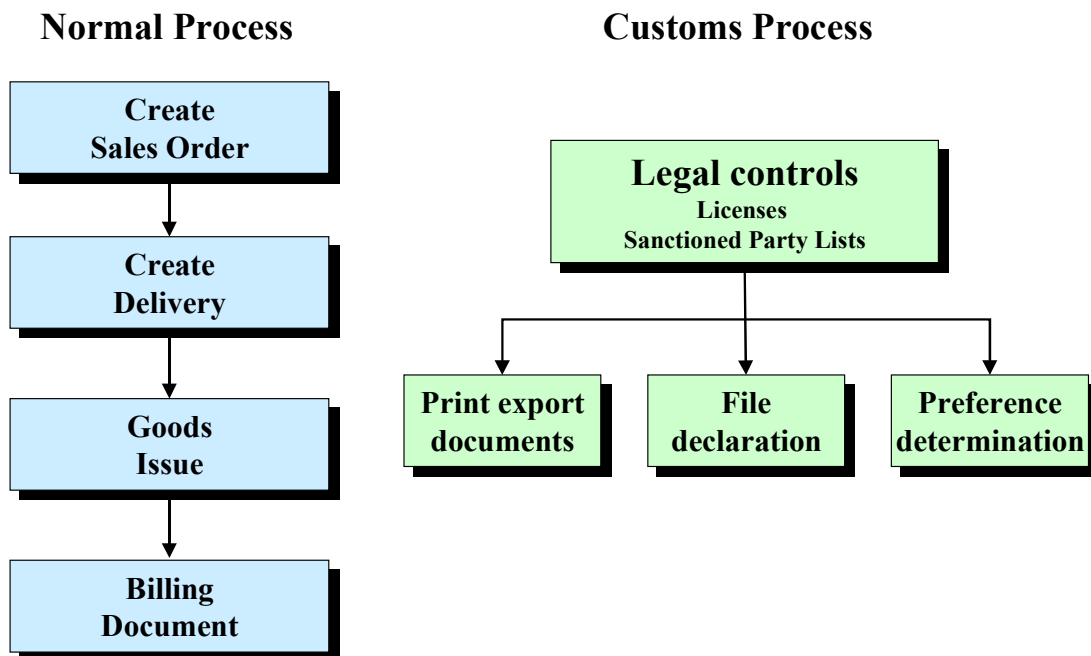 Normal Process
Create
Sales Order
Create
Delivery
Goods
Issue
Billing
Document
Customs Process
Legal controls
Licenses
Sanctioned Party Lists
Print export
documents
File
declaration
Preference
determination